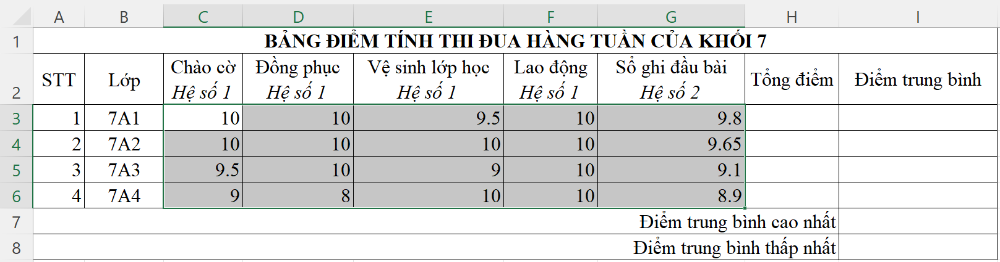 A B C D E F G H I
1 BẢNG ĐIỂM TÍNH THI ĐUA HÀNG TUẦN CỦA KHỐI 7
2 STT Lớp Chào cờ Hệ số 1 Đồng phục Hệ số 1 Vệ sinh lớp học Hệ số 1 Lao động Hệ số 1 Sổ ghi đầu bài Hệ số 2 Tổng điểm Điểm trung bình
3 1 7A1 10 10 9.5 10 9.8
4 2 7A2 10 10 10 10 9.65
5 3 7A3 9.5 10 9 10 9.1
6 4 7A4 9 8 10 10 8.9
7 Điểm trung bình cao nhất
8 Điểm trung bình thấp nhất